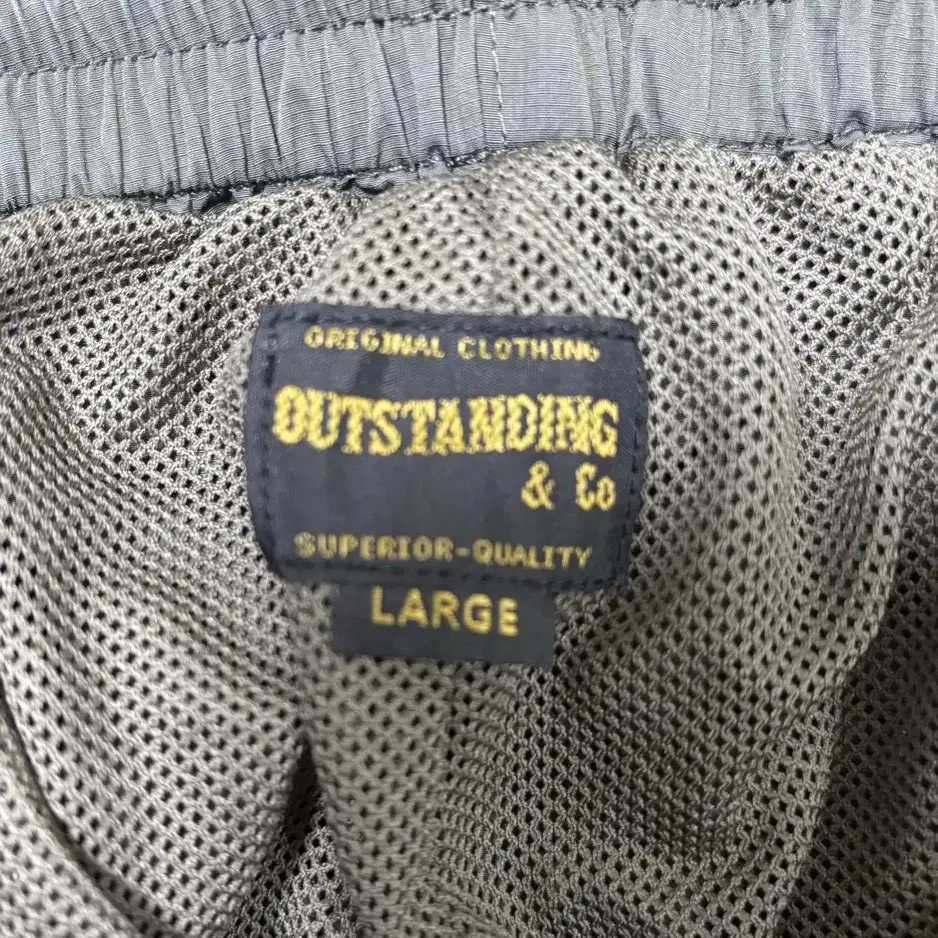 ORIGINAL CLOTHING
OUTSTANDING
& Co
SUPERIOR-QUALITY
LARGE